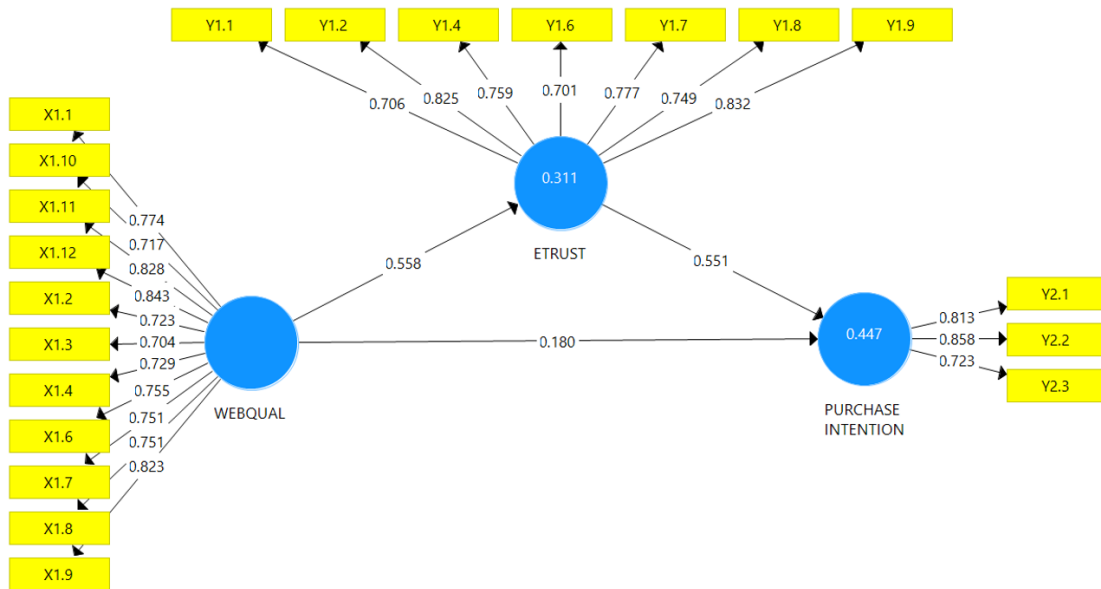 Y1.1 Y1.2 Y1.4 Y1.6 Y1.7 Y1.8 Y1.9
0.706 0.825 0.759 0.701 0.777 0.749 0.832
X1.1
X1.10
X1.11
X1.12
X1.2
X1.3
X1.4
X1.6
X1.7
X1.8
X1.9
0.774
0.717
0.828
0.843
0.723
0.704
0.729
0.755
0.751
0.751
0.823
WEBQUAL
0.558
0.311
ETRUST
0.551
0.180
0.447
PURCHASE
INTENTION
0.813
0.858
0.723
Y2.1
Y2.2
Y2.3